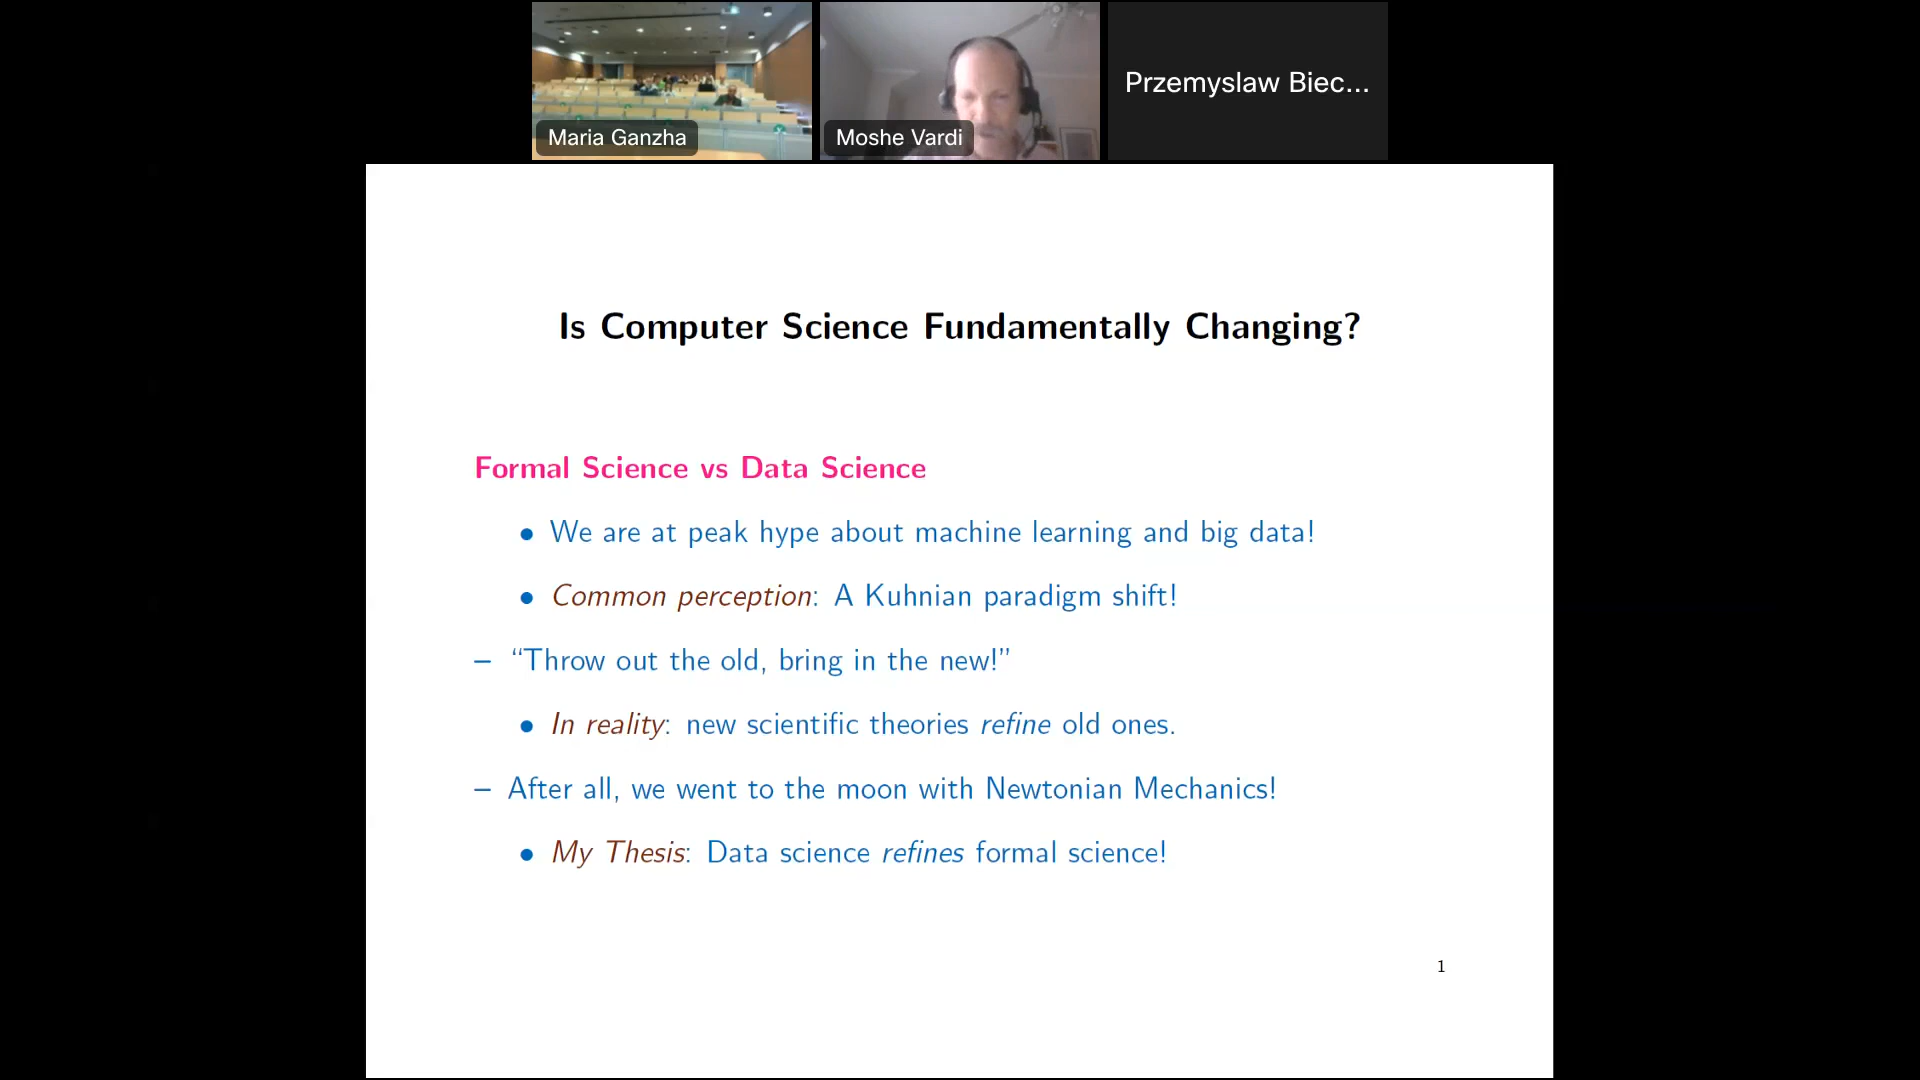 Maria Ganzha
Moshe Vardi
Przemyslaw Biec...
Is Computer Science Fundamentally Changing?
Formal Science vs Data Science
• We are at peak hype about machine learning and big data!
• Common perception: A Kuhnian paradigm shift!
– “Throw out the old, bring in the new!”
• In reality: new scientific theories refine old ones.
– After all, we went to the moon with Newtonian Mechanics!
• My Thesis: Data science refines formal science!
1